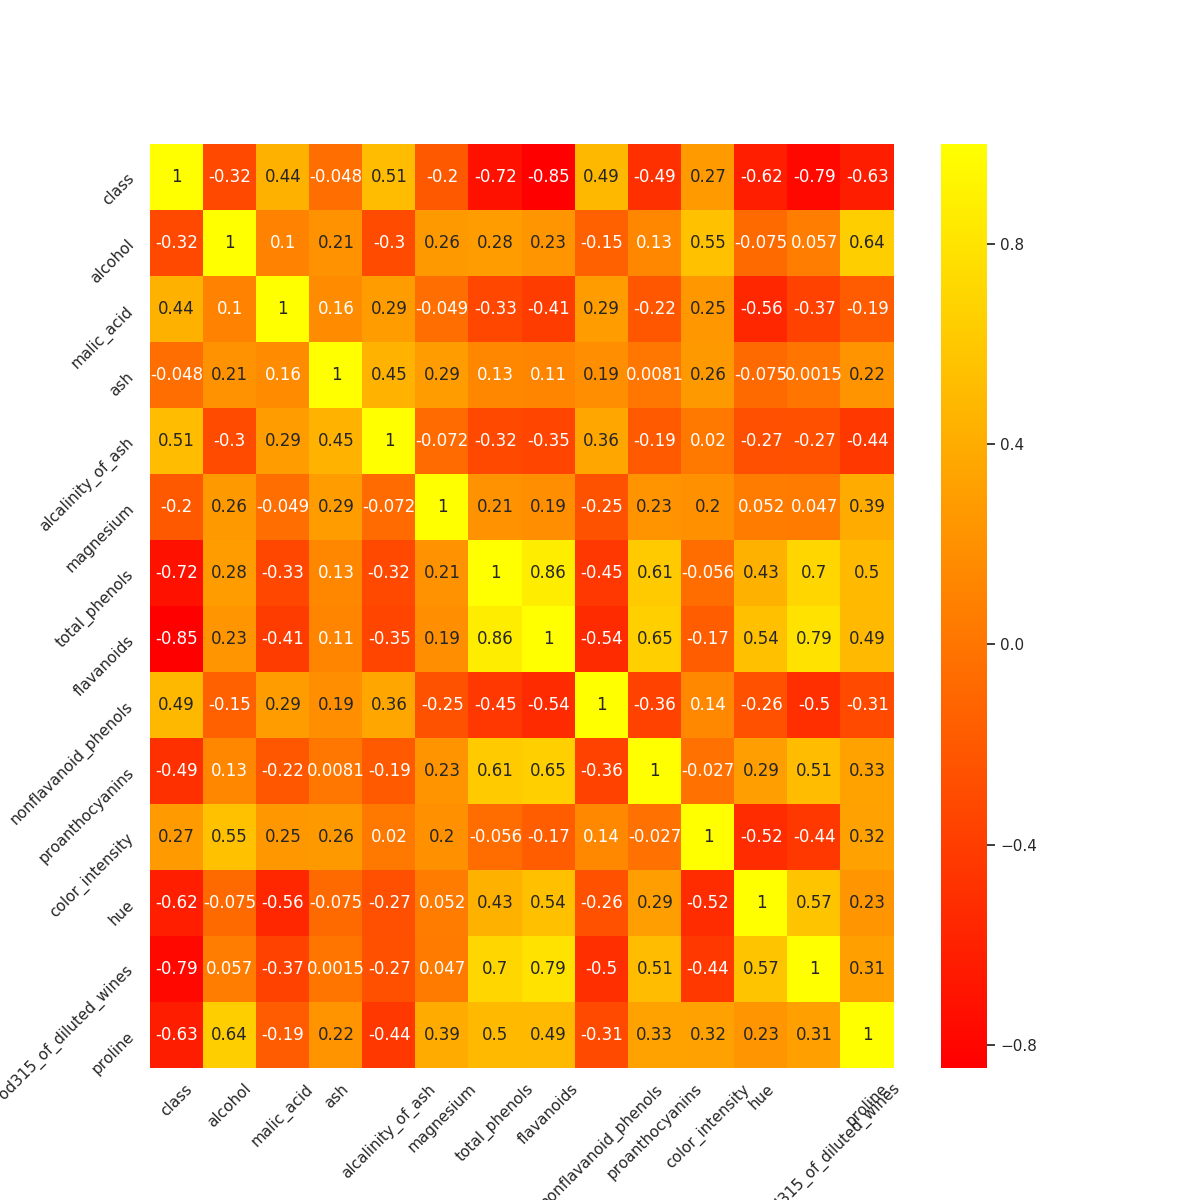 class 1 -0.32 0.44 -0.048 0.51 -0.2 -0.72 -0.85 0.49 -0.49 0.27 -0.62 -0.79 -0.63
alcohol -0.32 1 0.1 0.21 -0.3 0.26 0.28 0.23 -0.15 0.13 0.55 -0.075 0.057 0.64
malic_acid 0.44 0.1 1 0.16 0.29 -0.049 -0.33 -0.41 0.29 -0.22 0.25 -0.56 -0.37 -0.19
ash -0.048 0.21 0.16 1 0.45 0.29 0.13 0.11 0.19 0.0081 0.26 -0.075 0.0015 0.22
alcalinity_of_ash 0.51 -0.3 0.29 0.45 1 -0.072 -0.32 -0.35 0.36 -0.19 0.02 -0.27 -0.27 -0.44
magnesium -0.2 0.26 -0.049 0.29 -0.072 1 0.21 0.19 -0.25 0.23 0.2 0.052 0.047 0.39
total_phenols -0.72 0.28 -0.33 0.13 -0.32 0.21 1 0.86 -0.45 0.61 -0.056 0.43 0.7 0.5
flavanoids -0.85 0.23 -0.41 0.11 -0.35 0.19 0.86 1 -0.54 0.65 -0.17 0.54 0.79 0.49
nonflavanoid_phenols 0.49 -0.15 0.29 0.19 0.36 -0.25 -0.45 -0.54 1 -0.36 0.14 -0.26 -0.5 -0.31
proanthocyanins -0.49 0.13 -0.22 0.0081 -0.19 0.23 0.61 0.65 -0.36 1 -0.027 0.29 0.51 0.33
color_intensity 0.27 0.55 0.25 0.26 0.02 0.2 -0.056 -0.17 0.14 -0.027 1 -0.52 -0.44 0.32
hue -0.62 -0.075 -0.56 -0.075 -0.27 0.052 0.43 0.54 -0.26 0.29 -0.52 1 0.57 0.23
od315_of_diluted_wines -0.79 0.057 -0.37 0.0015 -0.27 0.047 0.7 0.79 -0.5 0.51 -0.44 0.57 1 0.31
proline -0.63 0.64 -0.19 0.22 -0.44 0.39 0.5 0.49 -0.31 0.33 0.32 0.23 0.31 1
class alcohol malic_acid ash alcalinity_of_ash magnesium total_phenols flavanoids nonflavanoid_phenols proanthocyanins color_intensity hue 315_of_diluted_wines proline
0.8
0.4
0.0
−0.4
−0.8